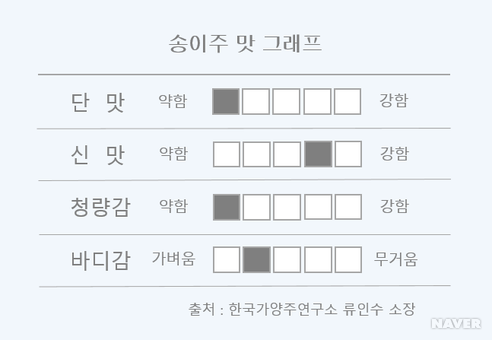 송이주 맛 그래프
단 맛 약함 강함
신 맛 약함 강함
청량감 약함 강함
바디감 가벼움 무거움
출처 : 한국가양주연구소 류인수 소장
NAVER